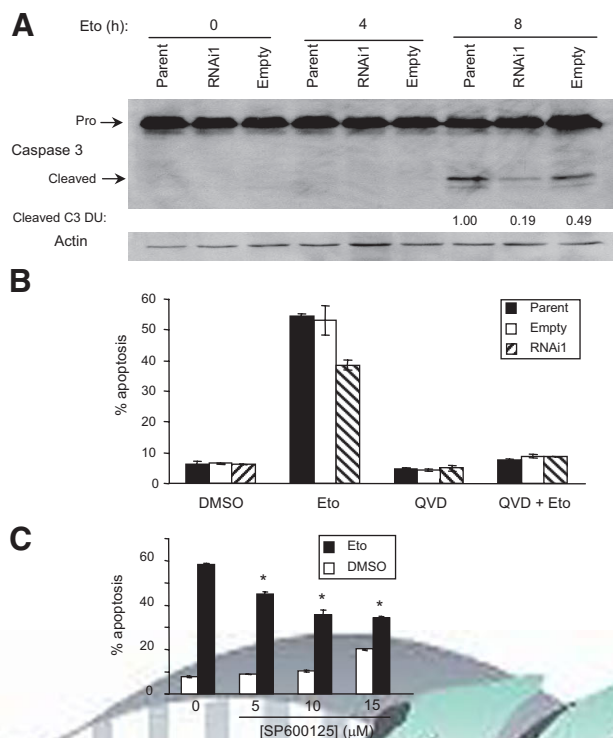 A
Eto (h): 0 4 8
Parent RNAi1 Empty Parent RNAi1 Empty Parent RNAi1 Empty
Pro
Caspase 3
Cleaved
Cleaved C3 DU: 1.00 0.19 0.49
Actin
B
% apoptosis
60
50
40
30
20
10
0
Parent
Empty
RNAi1
DMSO Eto QVD QVD + Eto
C
% apoptosis
60
40
20
0
Eto
DMSO
* * *
0 5 10 15
[SP600125] (μM)